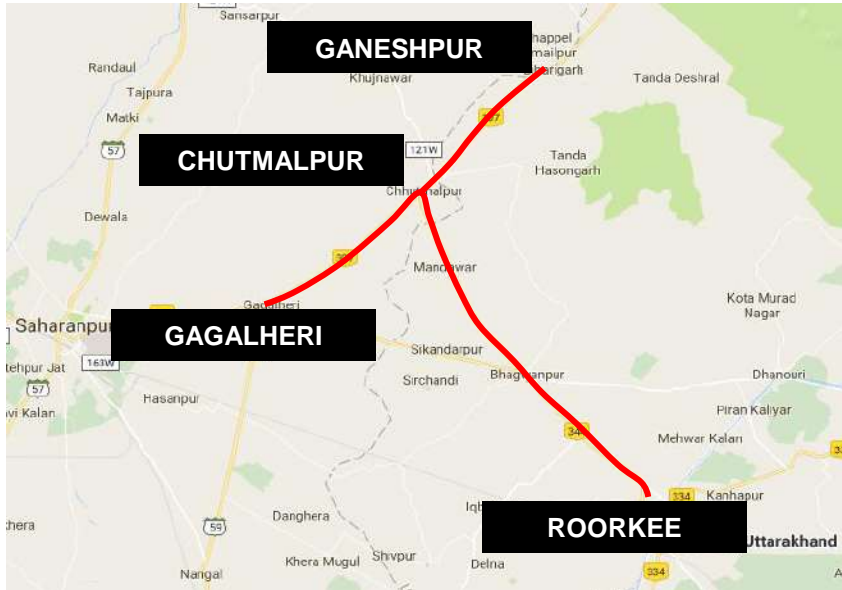 Sansarpur
GANESHPUR
Randaul
Khujnawar
Tanda Deshral
Tajpura
Matki
57
121W
CHUTMALPUR
Tanda
Hasongarh
Dewala
Mandawar
Kota Murad
Nagar
Saharanpur
GAGALHERI
Sikandarpur
163W
Sirchandi
Bhagwanpur
Dhanouri
57
Hasanpur
Piran Kaliyar
Mehwar Kalan
334
Kanhapur
Danghera
59
ROORKEE
Uttarakhand
Khera Mugul
Shivpur
Delna
Nangal
334